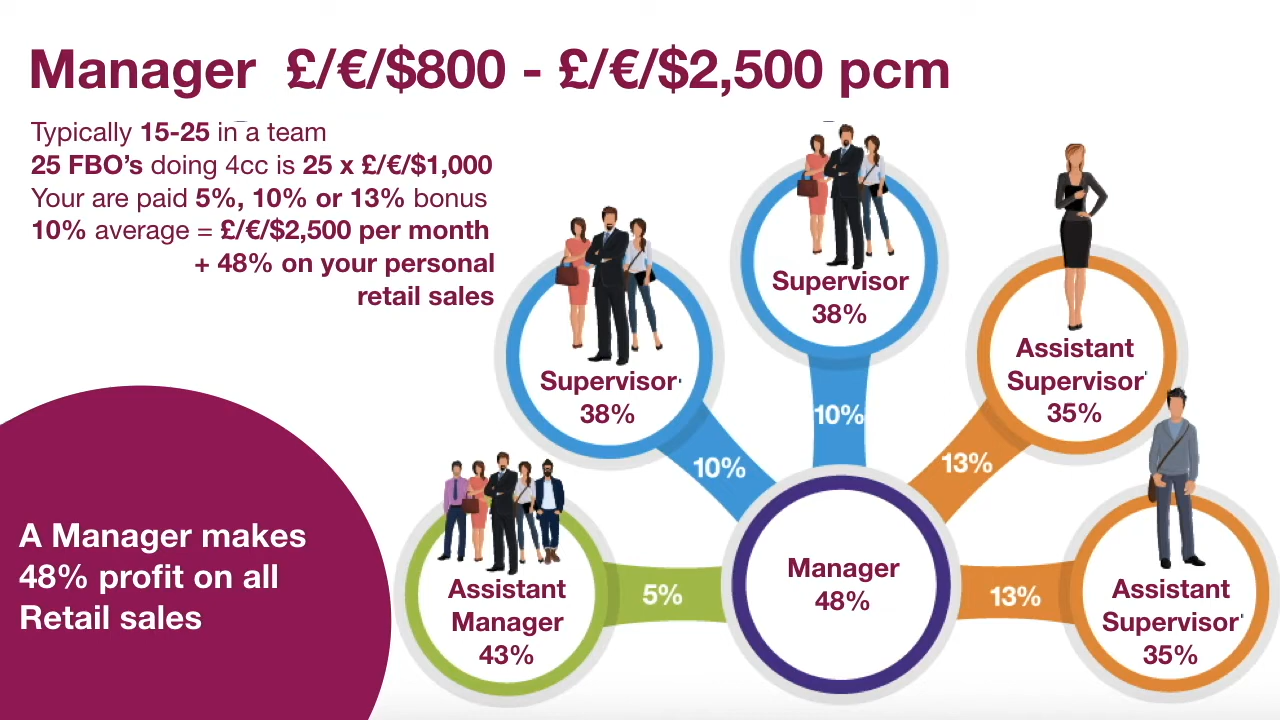 Manager £/€/$800 - £/€/$2,500 pcm
Typically 15-25 in a team
25 FBO's doing 4cc is 25 x £/€/$1,000
Your are paid 5%, 10% or 13% bonus
10% average = £/€/$2,500 per month
+ 48% on your personal
retail sales
Supervisor
38%
Supervisor
38%
Assistant
Supervisor
35%
10%
10%
13%
A Manager makes
48% profit on all
Retail sales
Assistant
Manager
43%
5%
Manager
48%
13%
Assistant
Supervisor
35%